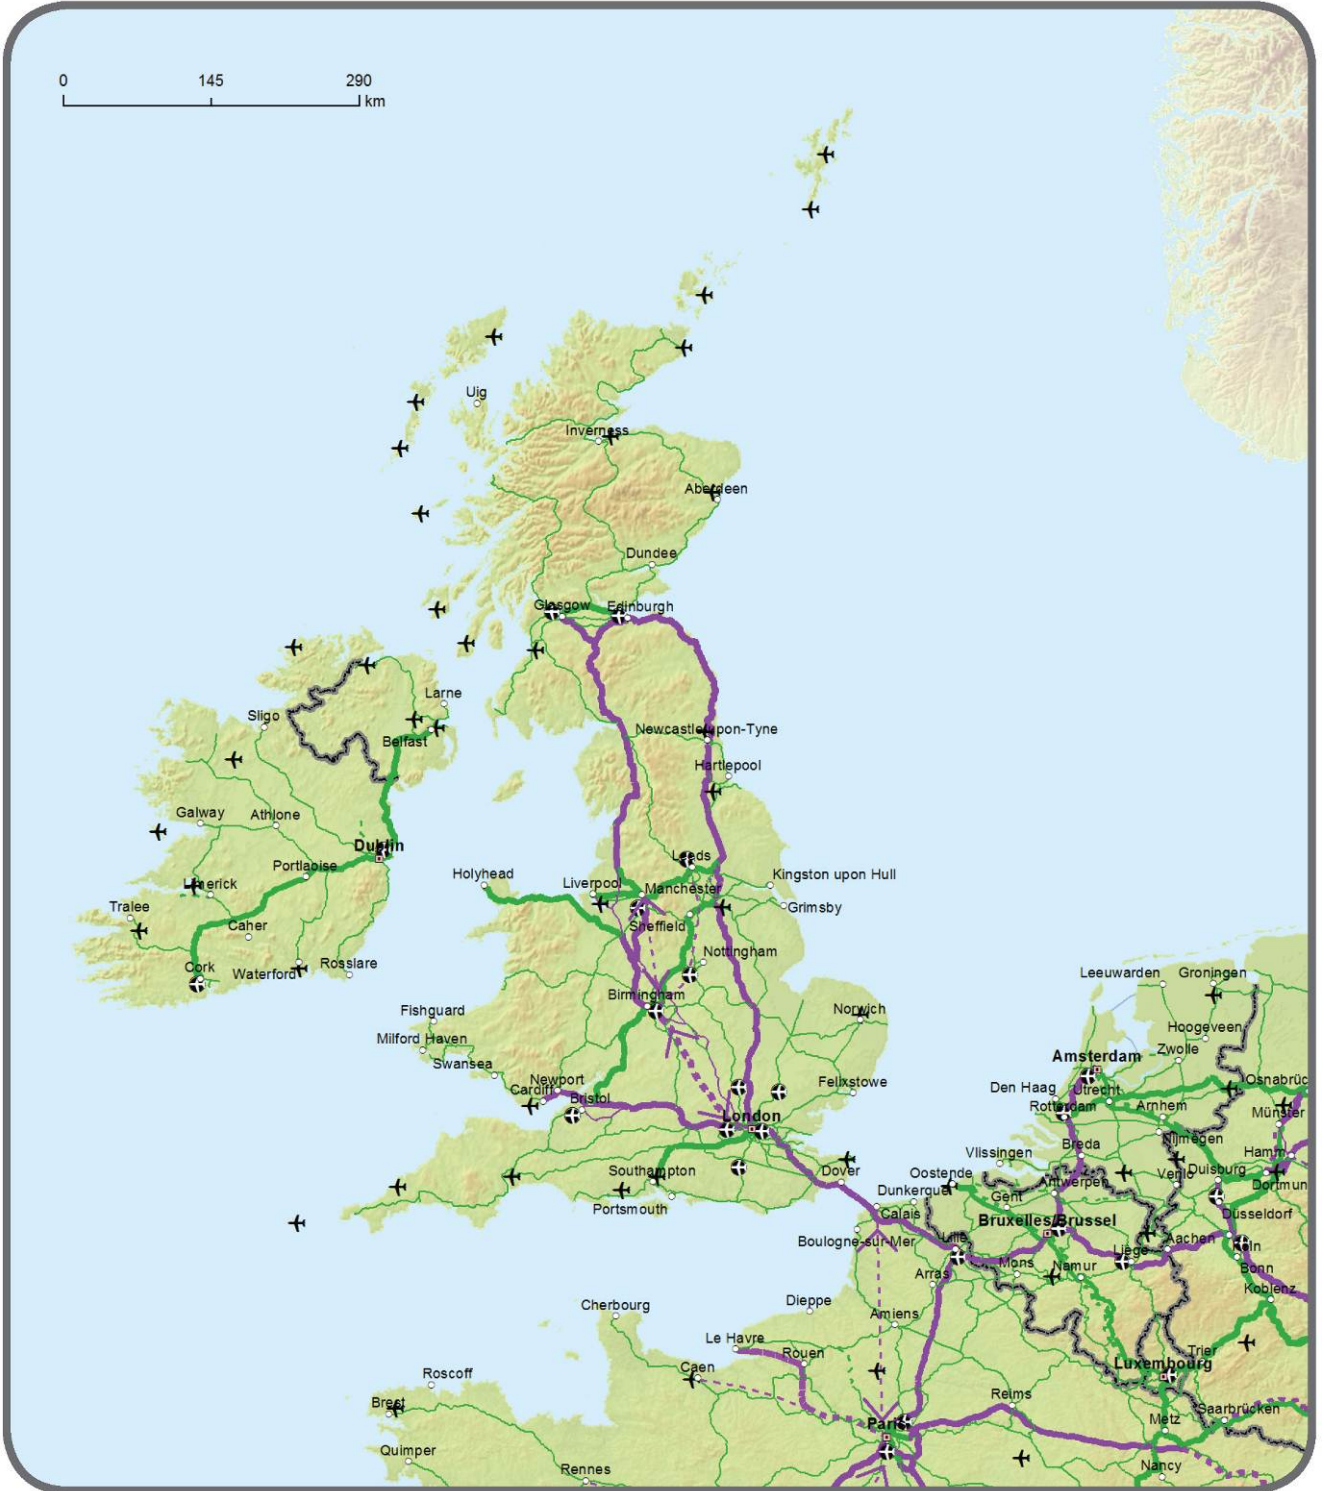 0 145 290
km
Uig
Inverness
Aberdeen
Dundee
Glasgow Edinburgh
Larne
Sligo
Belfast
Newcastle-upon-Tyne
Hartlepool
Galway Athlone
Dublin
Portlaoise
Leeds
Holyhead
Liverpool Manchester
Kingston upon Hull
Limerick
Tralee
Grimsby
Caher
Sheffield
Nottingham
Cork
Waterford Rosslare
Leeuwarden Groningen
Birmingham
Fishguard
Norwich
Milford Haven
Hoogeveen
Zwolle
Swansea
Amsterdam
Newport
Cardiff
Bristol
Felixstowe
Den Haag Utrecht
Osnabrüc
Rotterdam Arnhem
Münster
London
Nijmegen
Breda
Vlissingen
Hamm
Southampton
Dover
Oostende
Venlo Duisburg
Dortmun
Portsmouth
Dunkerque
Gent Antwerpen
Calais
Düsseldorf
Bruxelles/Brussel
Boulogne-sur-Mer Lille
Aachen
Liege
Köln
Mons Namur
Arras
Bonn
Koblenz
Dieppe
Cherbourg
Amiens
Le Havre
Rouen
Trier
Caen
Luxembourg
Roscoff
Brest
Reims
Saarbrücken
Paris
Metz
Quimper
Rennes
Nancy